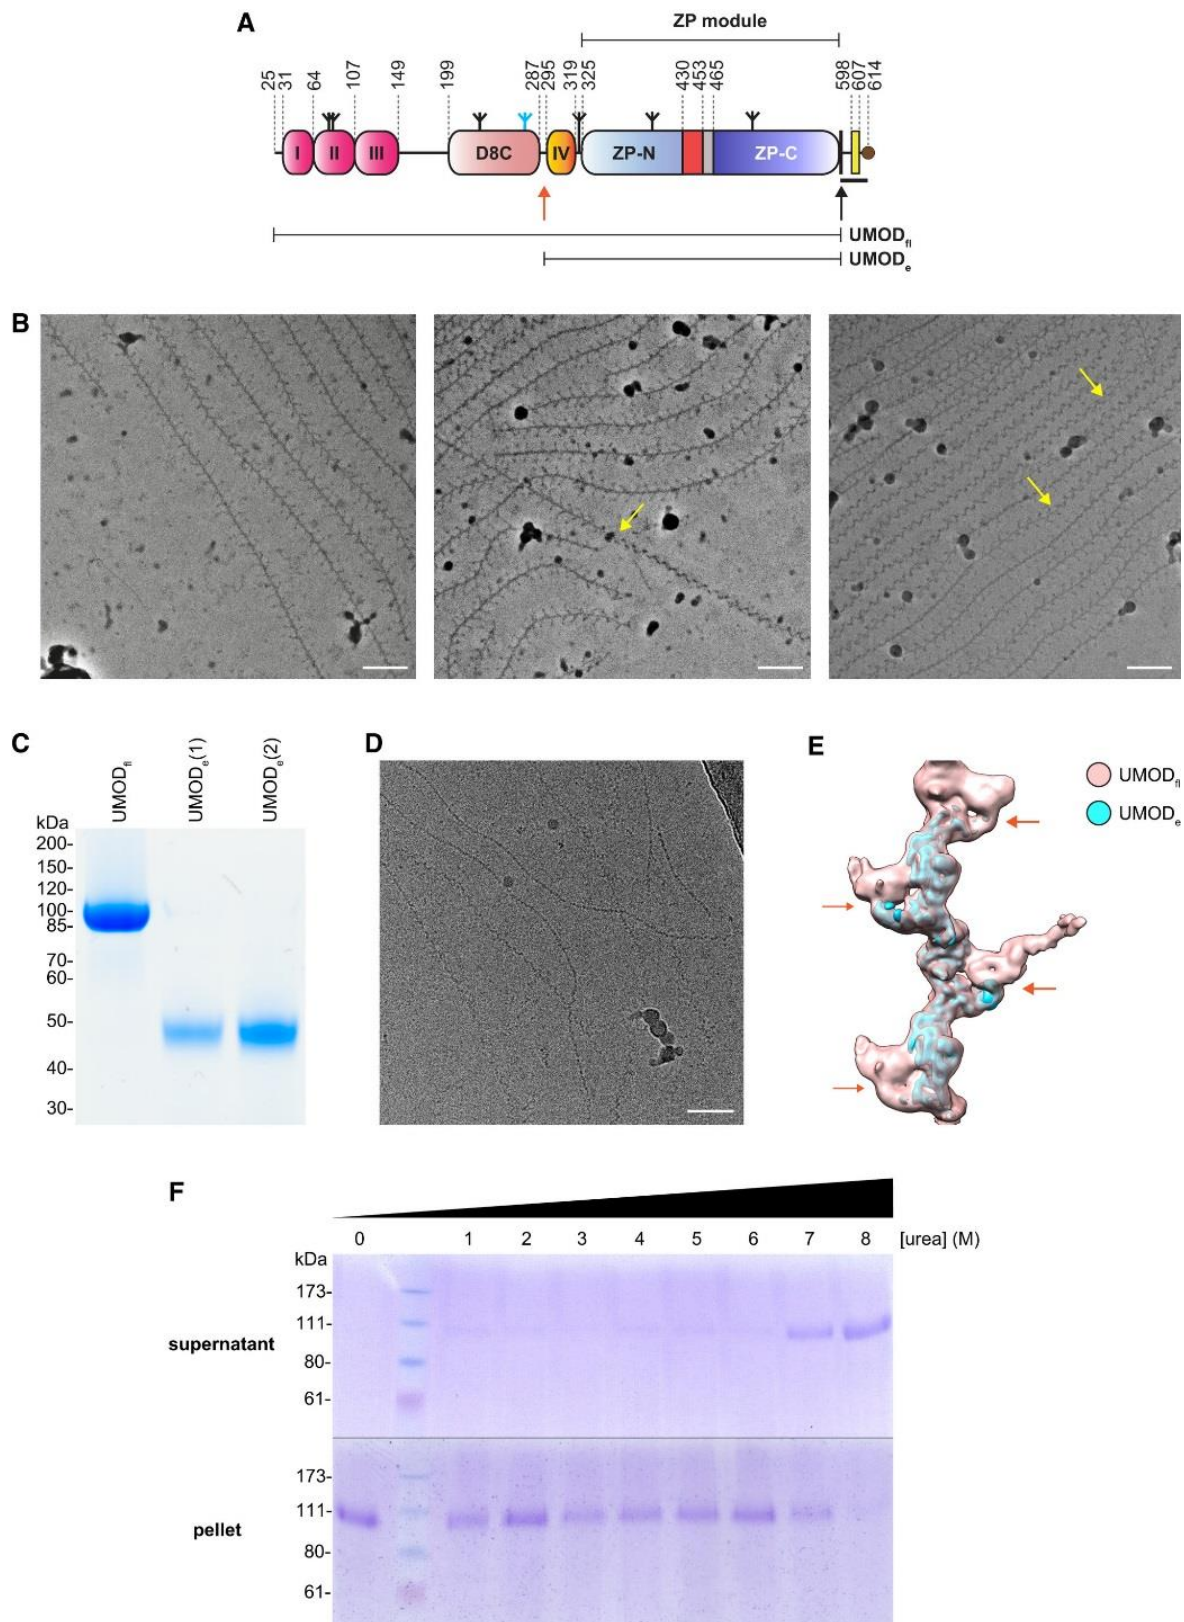 A
ZP module
25
31
64
107
149
199
287
295
319
325
430
453
465
598
607
614
I
II
III
D8C
IV
ZP-N
ZP-C
UMODfl
UMODe
B
C
UMODfl
UMODe(1)
UMODe(2)
kDa
200-
150-
120-
100-
85-
70-
60-
50-
40-
30-
D
E
UMODfl
UMODe
F
0 1 2 3 4 5 6 7 8 [urea] (M)
kDa
173-
111-
supernatant
80-
61-
173-
111-
pellet
80-
61-